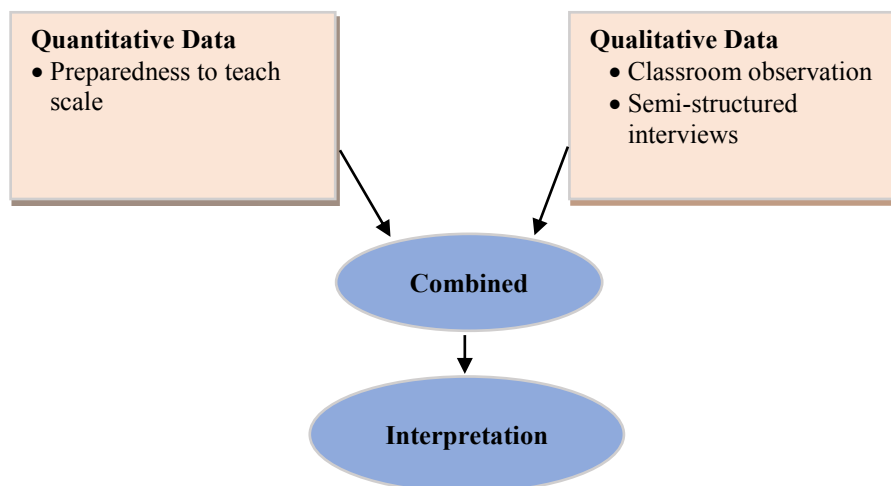 Quantitative Data
• Preparedness to teach
scale
Qualitative Data
• Classroom observation
• Semi-structured
interviews
Combined
Interpretation